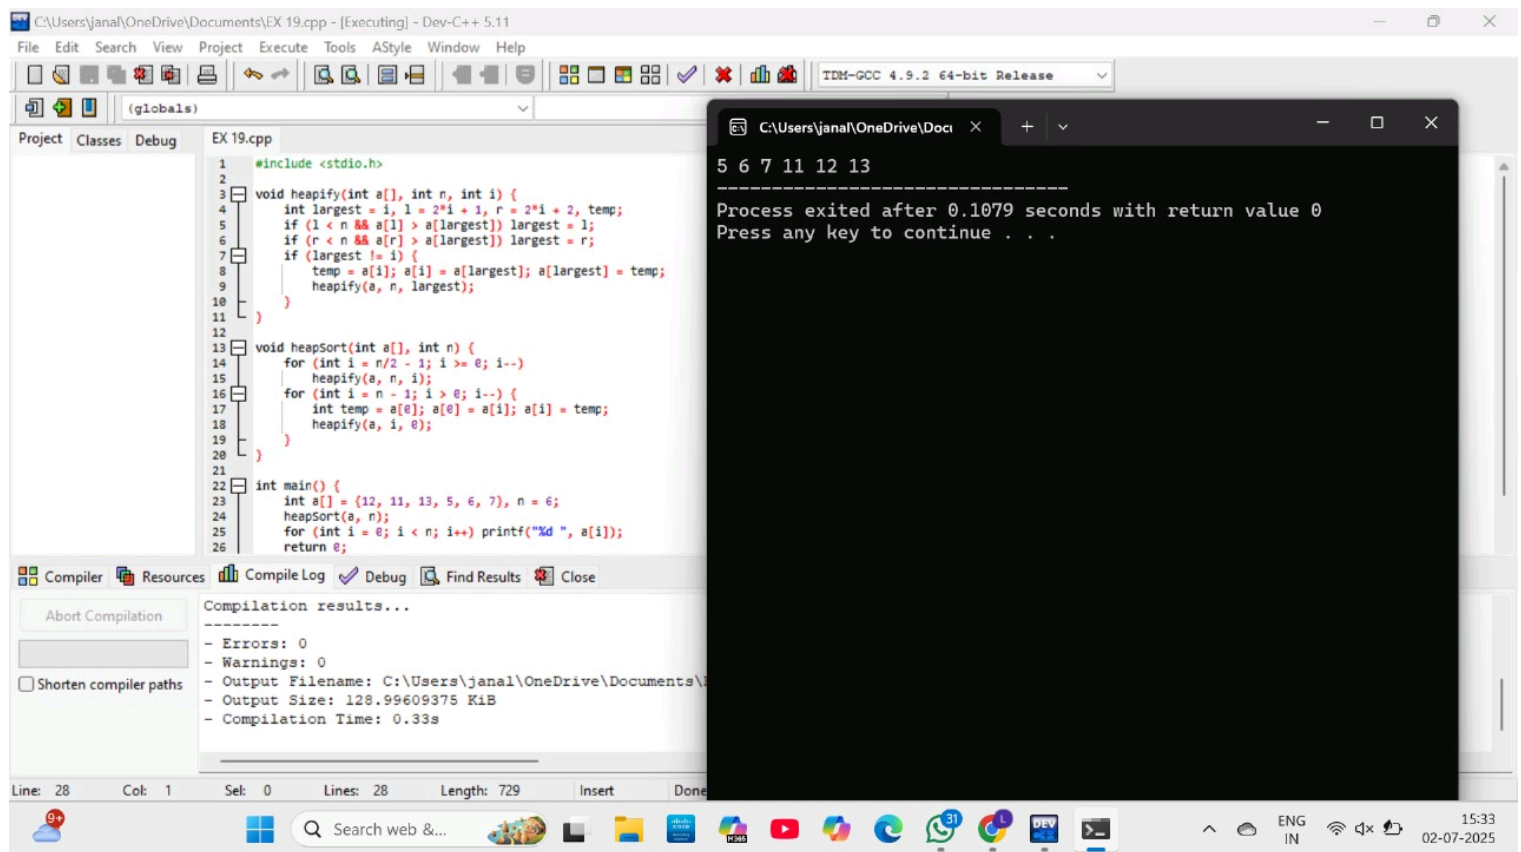 C:\Users\janal\OneDrive\Documents\EX 19.cpp - [Executing] - Dev-C++ 5.11
File Edit Search View Project Execute Tools AStyle Window Help
TDM-GCC 4.9.2 64-bit Release
(globals)
Project Classes Debug
EX 19.cpp
1 #include <stdio.h>
2
3 void heapify(int a[], int n, int i) {
4 int largest = i, l = 2*i + 1, r = 2*i + 2, temp;
5 if (l < n && a[l] > a[largest]) largest = l;
6 if (r < n && a[r] > a[largest]) largest = r;
7 if (largest != i) {
8 temp = a[i]; a[i] = a[largest]; a[largest] = temp;
9 heapify(a, n, largest);
10 }
11 }
12
13 void heapSort(int a[], int n) {
14 for (int i = n/2 - 1; i >= 0; i--)
15 heapify(a, n, i);
16 for (int i = n - 1; i > 0; i--) {
17 int temp = a[0]; a[0] = a[i]; a[i] = temp;
18 heapify(a, i, 0);
19 }
20 }
21
22 int main() {
23 int a[] = {12, 11, 13, 5, 6, 7}, n = 6;
24 heapSort(a, n);
25 for (int i = 0; i < n; i++) printf("%d ", a[i]);
26 return 0;
C:\Users\janal\OneDrive\Docu
5 6 7 11 12 13
--------------------------------
Process exited after 0.1079 seconds with return value 0
Press any key to continue . . .
Compiler Resources Compile Log Debug Find Results Close
Abort Compilation
Shorten compiler paths
Compilation results...
--------
- Errors: 0
- Warnings: 0
- Output Filename: C:\Users\janal\OneDrive\Documents\
- Output Size: 128.99609375 KiB
- Compilation Time: 0.33s
Line: 28 Col: 1 Sel: 0 Lines: 28 Length: 729 Insert Done
9+
Search web &...
M365
31
L
DEV
ENG
IN
15:33
02-07-2025